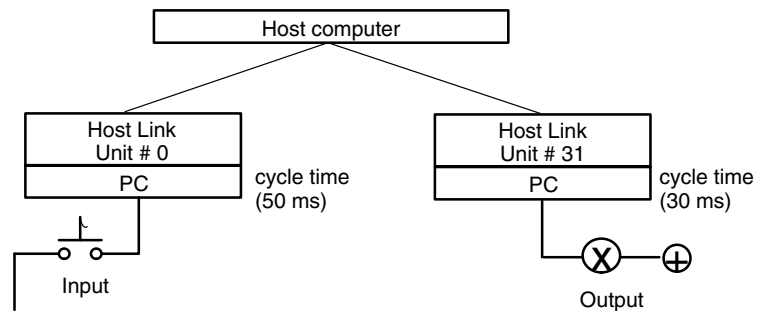 Host computer
Host Link
Unit # 0
PC
cycle time
(50 ms)
Input
Host Link
Unit # 31
PC
cycle time
(30 ms)
X
Output